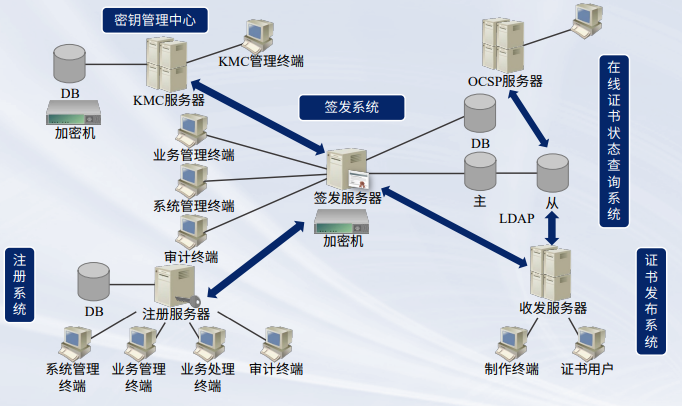 密钥管理中心
KMC管理终端
DB
KMC服务器
加密机
OCSP服务器
在线证书状态查询系统
签发系统
业务管理终端
系统管理终端
审计终端
签发服务器
加密机
DB
主
从
LDAP
注册系统
DB
注册服务器
系统管理
终端
业务管理
终端
业务处理
终端
审计终端
收发服务器
制作终端
证书用户
证书发布系统